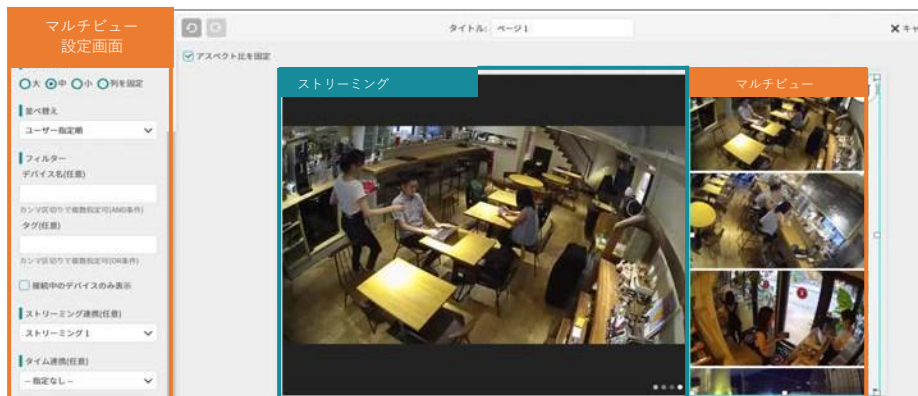 マルチビュー
設定画面
大 中 小 列を固定
並べ替え
ユーザー指定順
フィルター
デバイス名(任意)
カンマ区切りで複数指定可(AND条件)
タグ(任意)
カンマ区切りで複数指定可(OR条件)
接続中のデバイスのみ表示
ストリーミング連携(任意)
ストリーミング1
タイム連携(任意)
-- 指定なし --
タイトル: ページ1
キャ
アスペクト比を固定
ストリーミング
マルチビュー